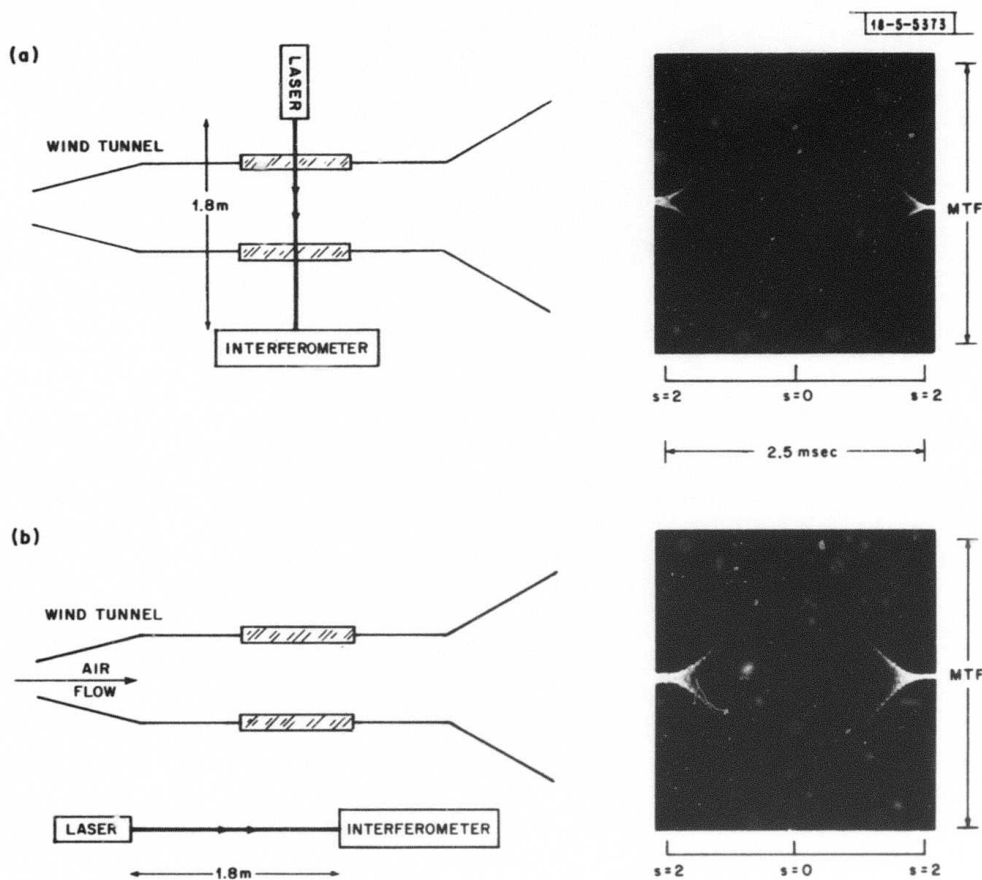 18-5-5373
(a)
LASER
WIND TUNNEL
1.8m
INTERFEROMETER
MTF
s=2 s=0 s=2
2.5 msec
(b)
WIND TUNNEL
AIR
FLOW
LASER
INTERFEROMETER
1.8m
MTF
s=2 s=0 s=2